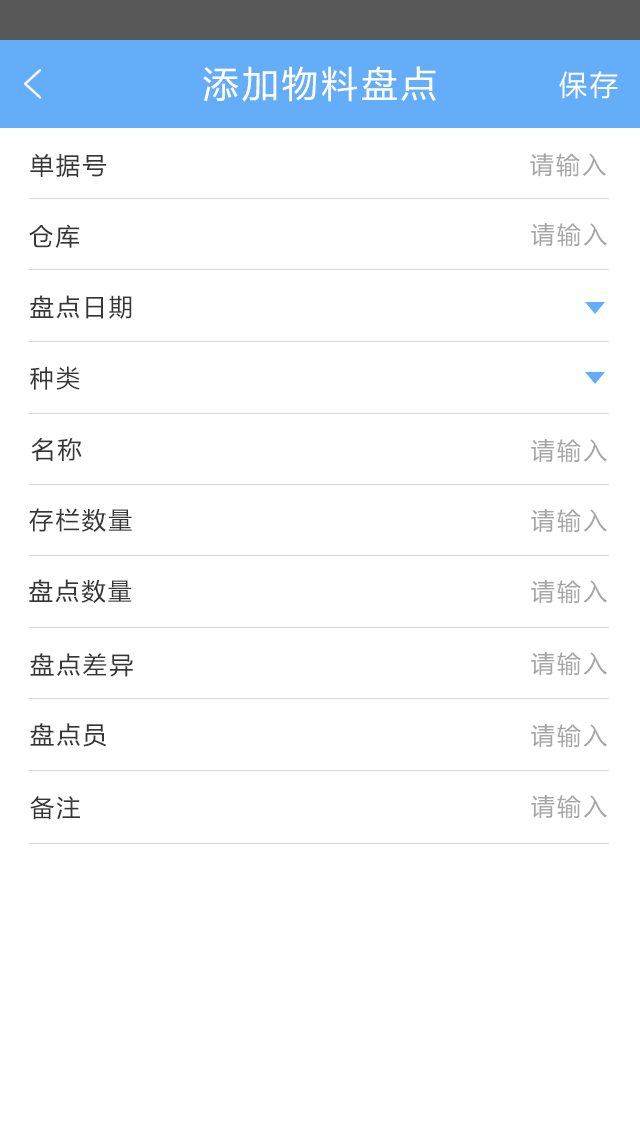 添加物料盘点 保存
单据号 请输入
仓库 请输入
盘点日期
种类
名称 请输入
存栏数量 请输入
盘点数量 请输入
盘点差异 请输入
盘点员 请输入
备注 请输入